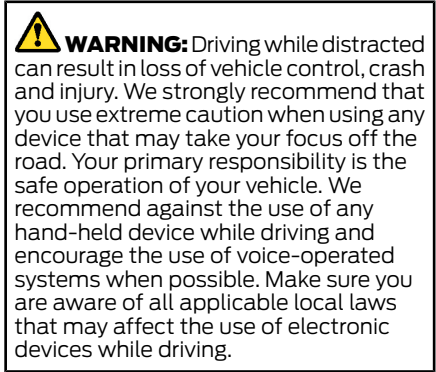 WARNING: Driving while distracted
can result in loss of vehicle control, crash
and injury. We strongly recommend that
you use extreme caution when using any
device that may take your focus off the
road. Your primary responsibility is the
safe operation of your vehicle. We
recommend against the use of any
hand-held device while driving and
encourage the use of voice-operated
systems when possible. Make sure you
are aware of all applicable local laws
that may affect the use of electronic
devices while driving.